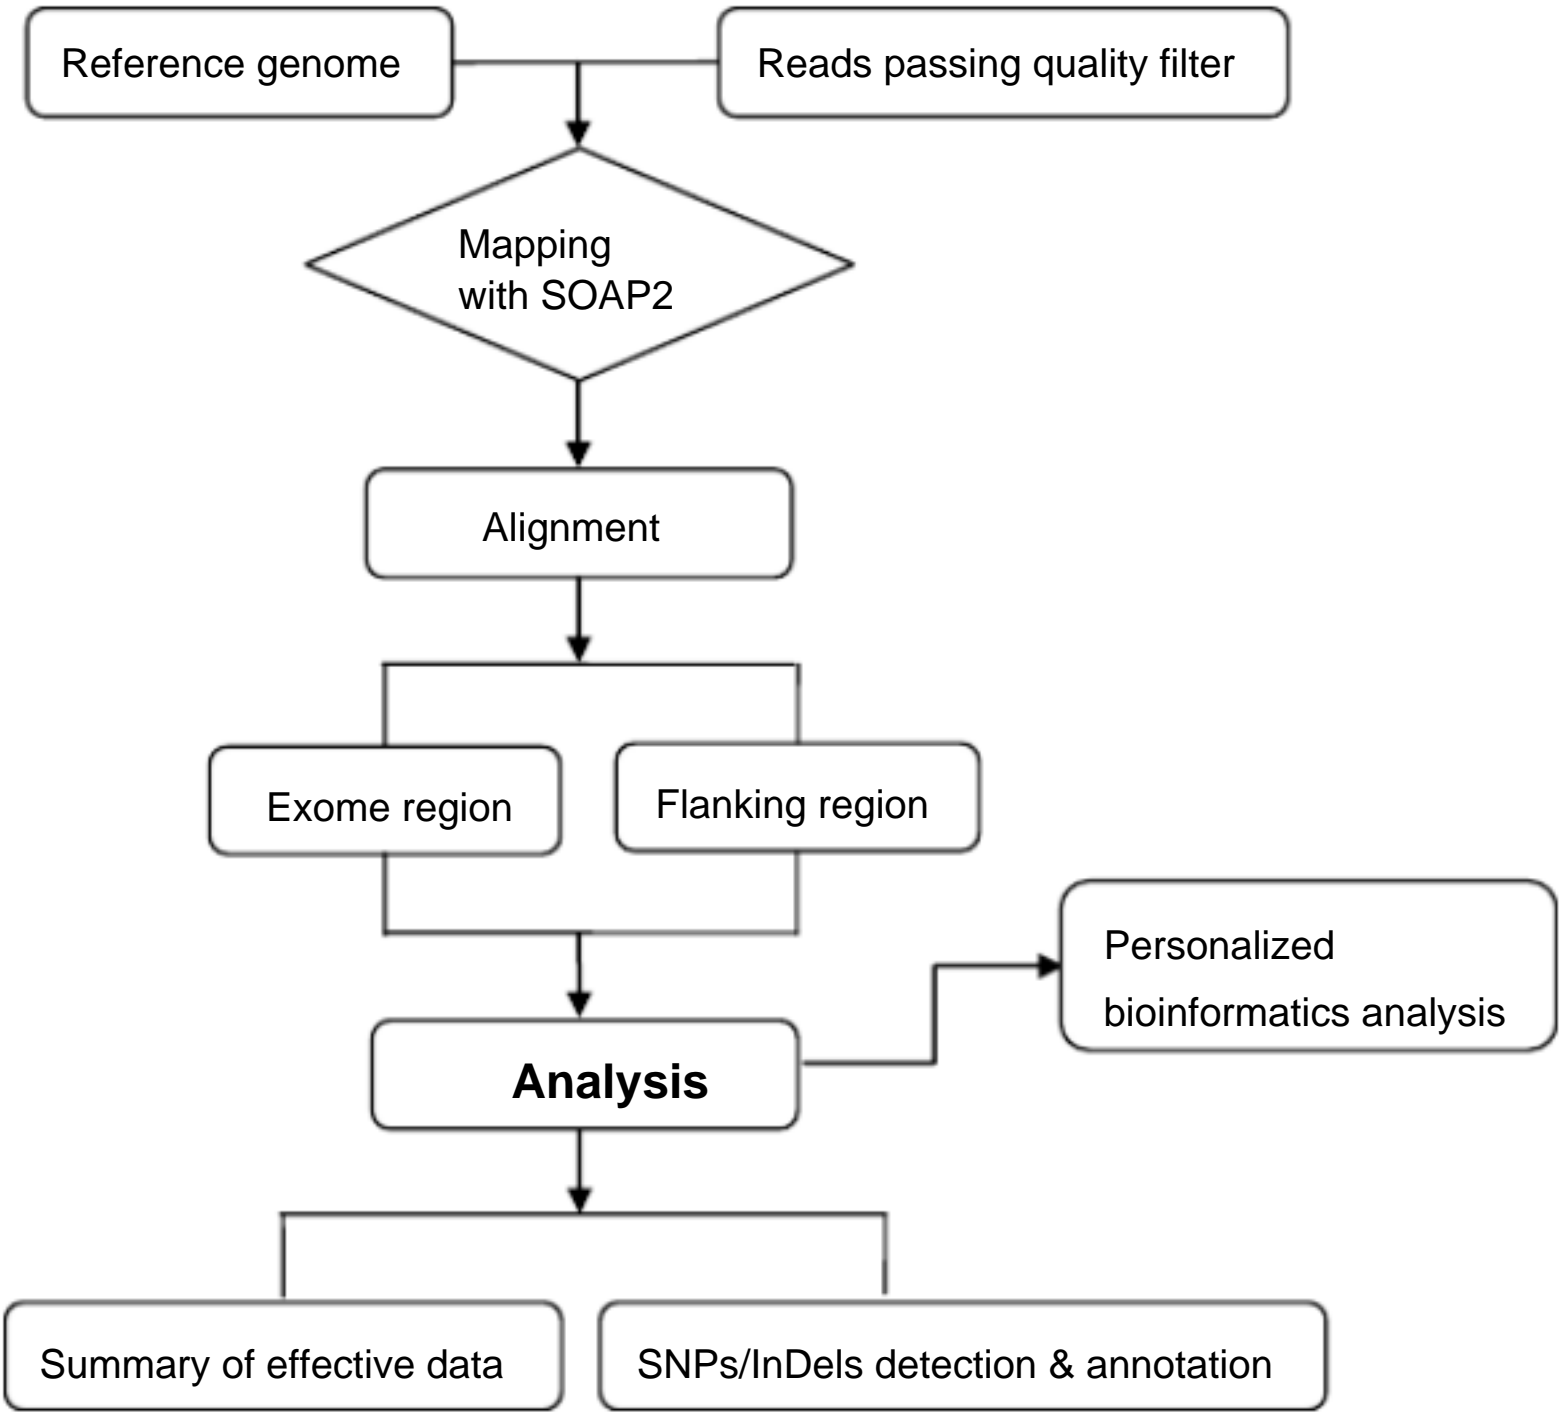 Reference genome
Reads passing quality filter
Mapping
with SOAP2
Alignment
Exome region
Flanking region
Personalized
bioinformatics analysis
Analysis
Summary of effective data
SNPs/InDels detection & annotation